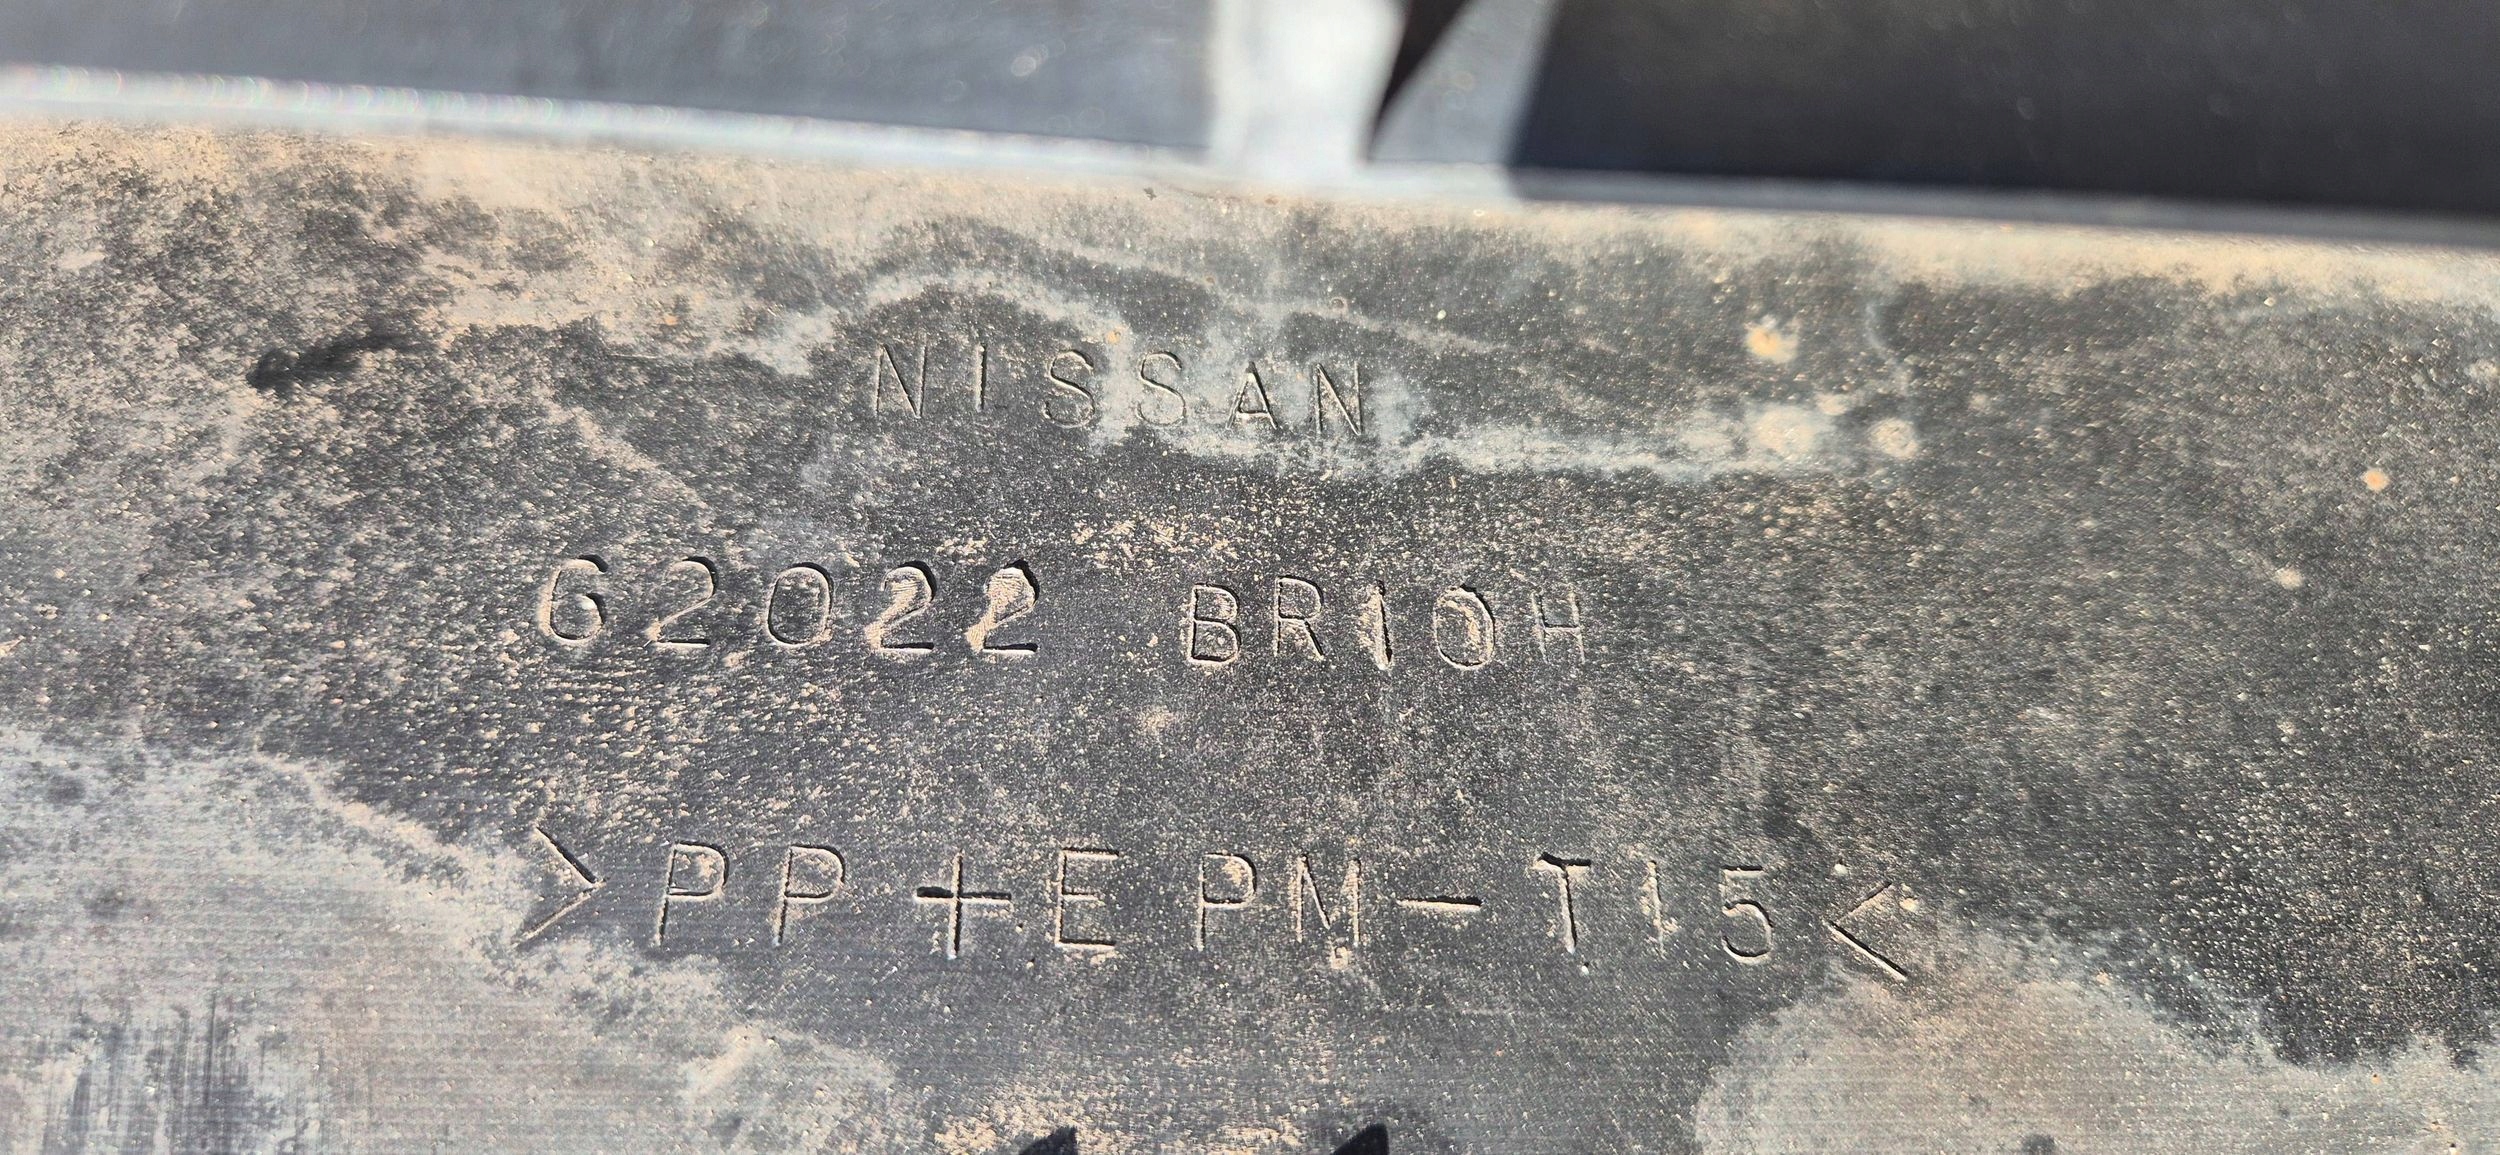 NISSAN
62022 BR10H
>PP+EPM-T15<